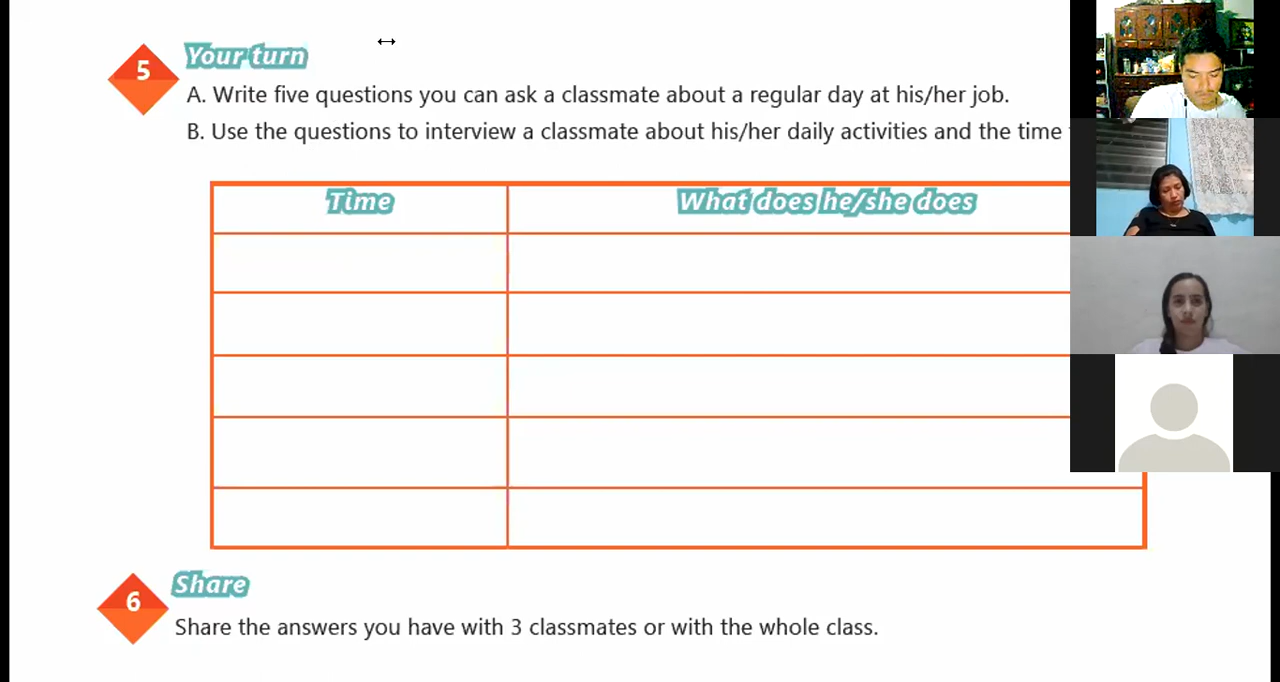 5 Your turn
A. Write five questions you can ask a classmate about a regular day at his/her job.
B. Use the questions to interview a classmate about his/her daily activities and the time
Time What does he/she does
6 Share
Share the answers you have with 3 classmates or with the whole class.